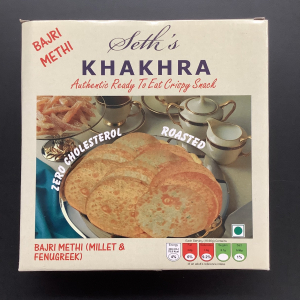 BAJRI
METHI
Seth's
KHAKHRA
Authentic Ready To Eat Crispy Snack
ZERO CHOLESTEROL
ROASTED
BAJRI METHI (MILLET &
FENUGREEK)